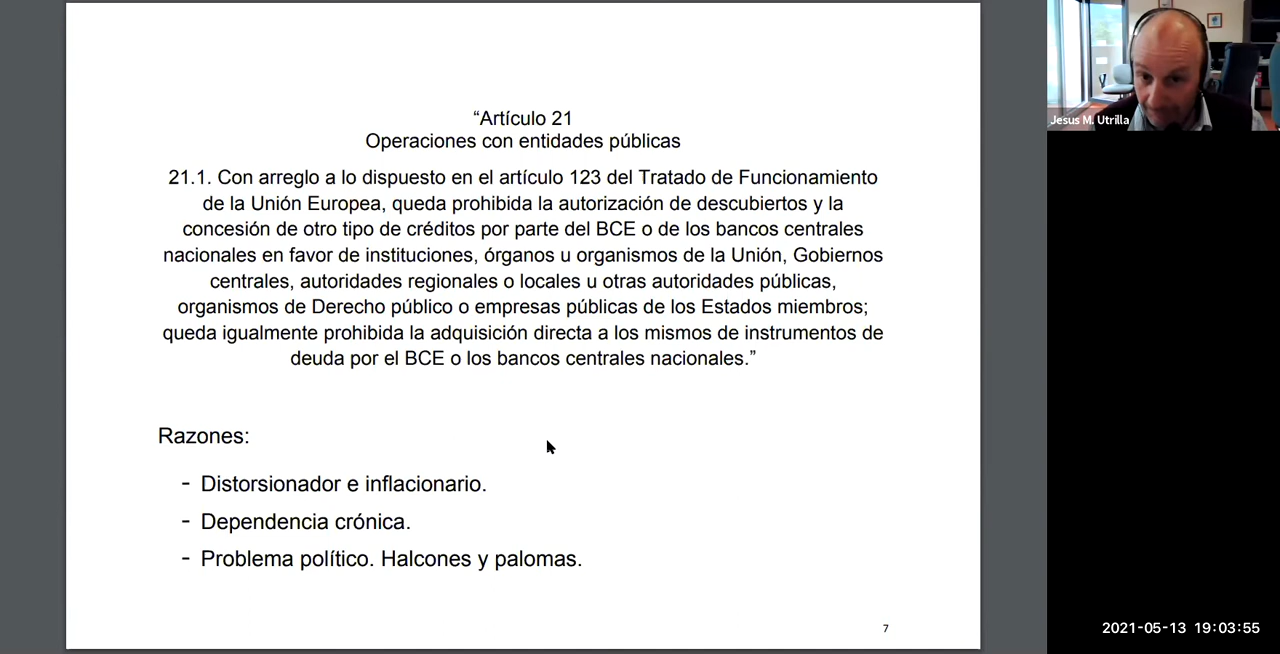 “Artículo 21
Operaciones con entidades públicas
21.1. Con arreglo a lo dispuesto en el artículo 123 del Tratado de Funcionamiento
de la Unión Europea, queda prohibida la autorización de descubiertos y la
concesión de otro tipo de créditos por parte del BCE o de los bancos centrales
nacionales en favor de instituciones, órganos u organismos de la Unión, Gobiernos
centrales, autoridades regionales o locales u otras autoridades públicas,
organismos de Derecho público o empresas públicas de los Estados miembros;
queda igualmente prohibida la adquisición directa a los mismos de instrumentos de
deuda por el BCE o los bancos centrales nacionales.”
Razones:
- Distorsionador e inflacionario.
- Dependencia crónica.
- Problema político. Halcones y palomas.
7
Jesus M. Utrilla
2021-05-13 19:03:55